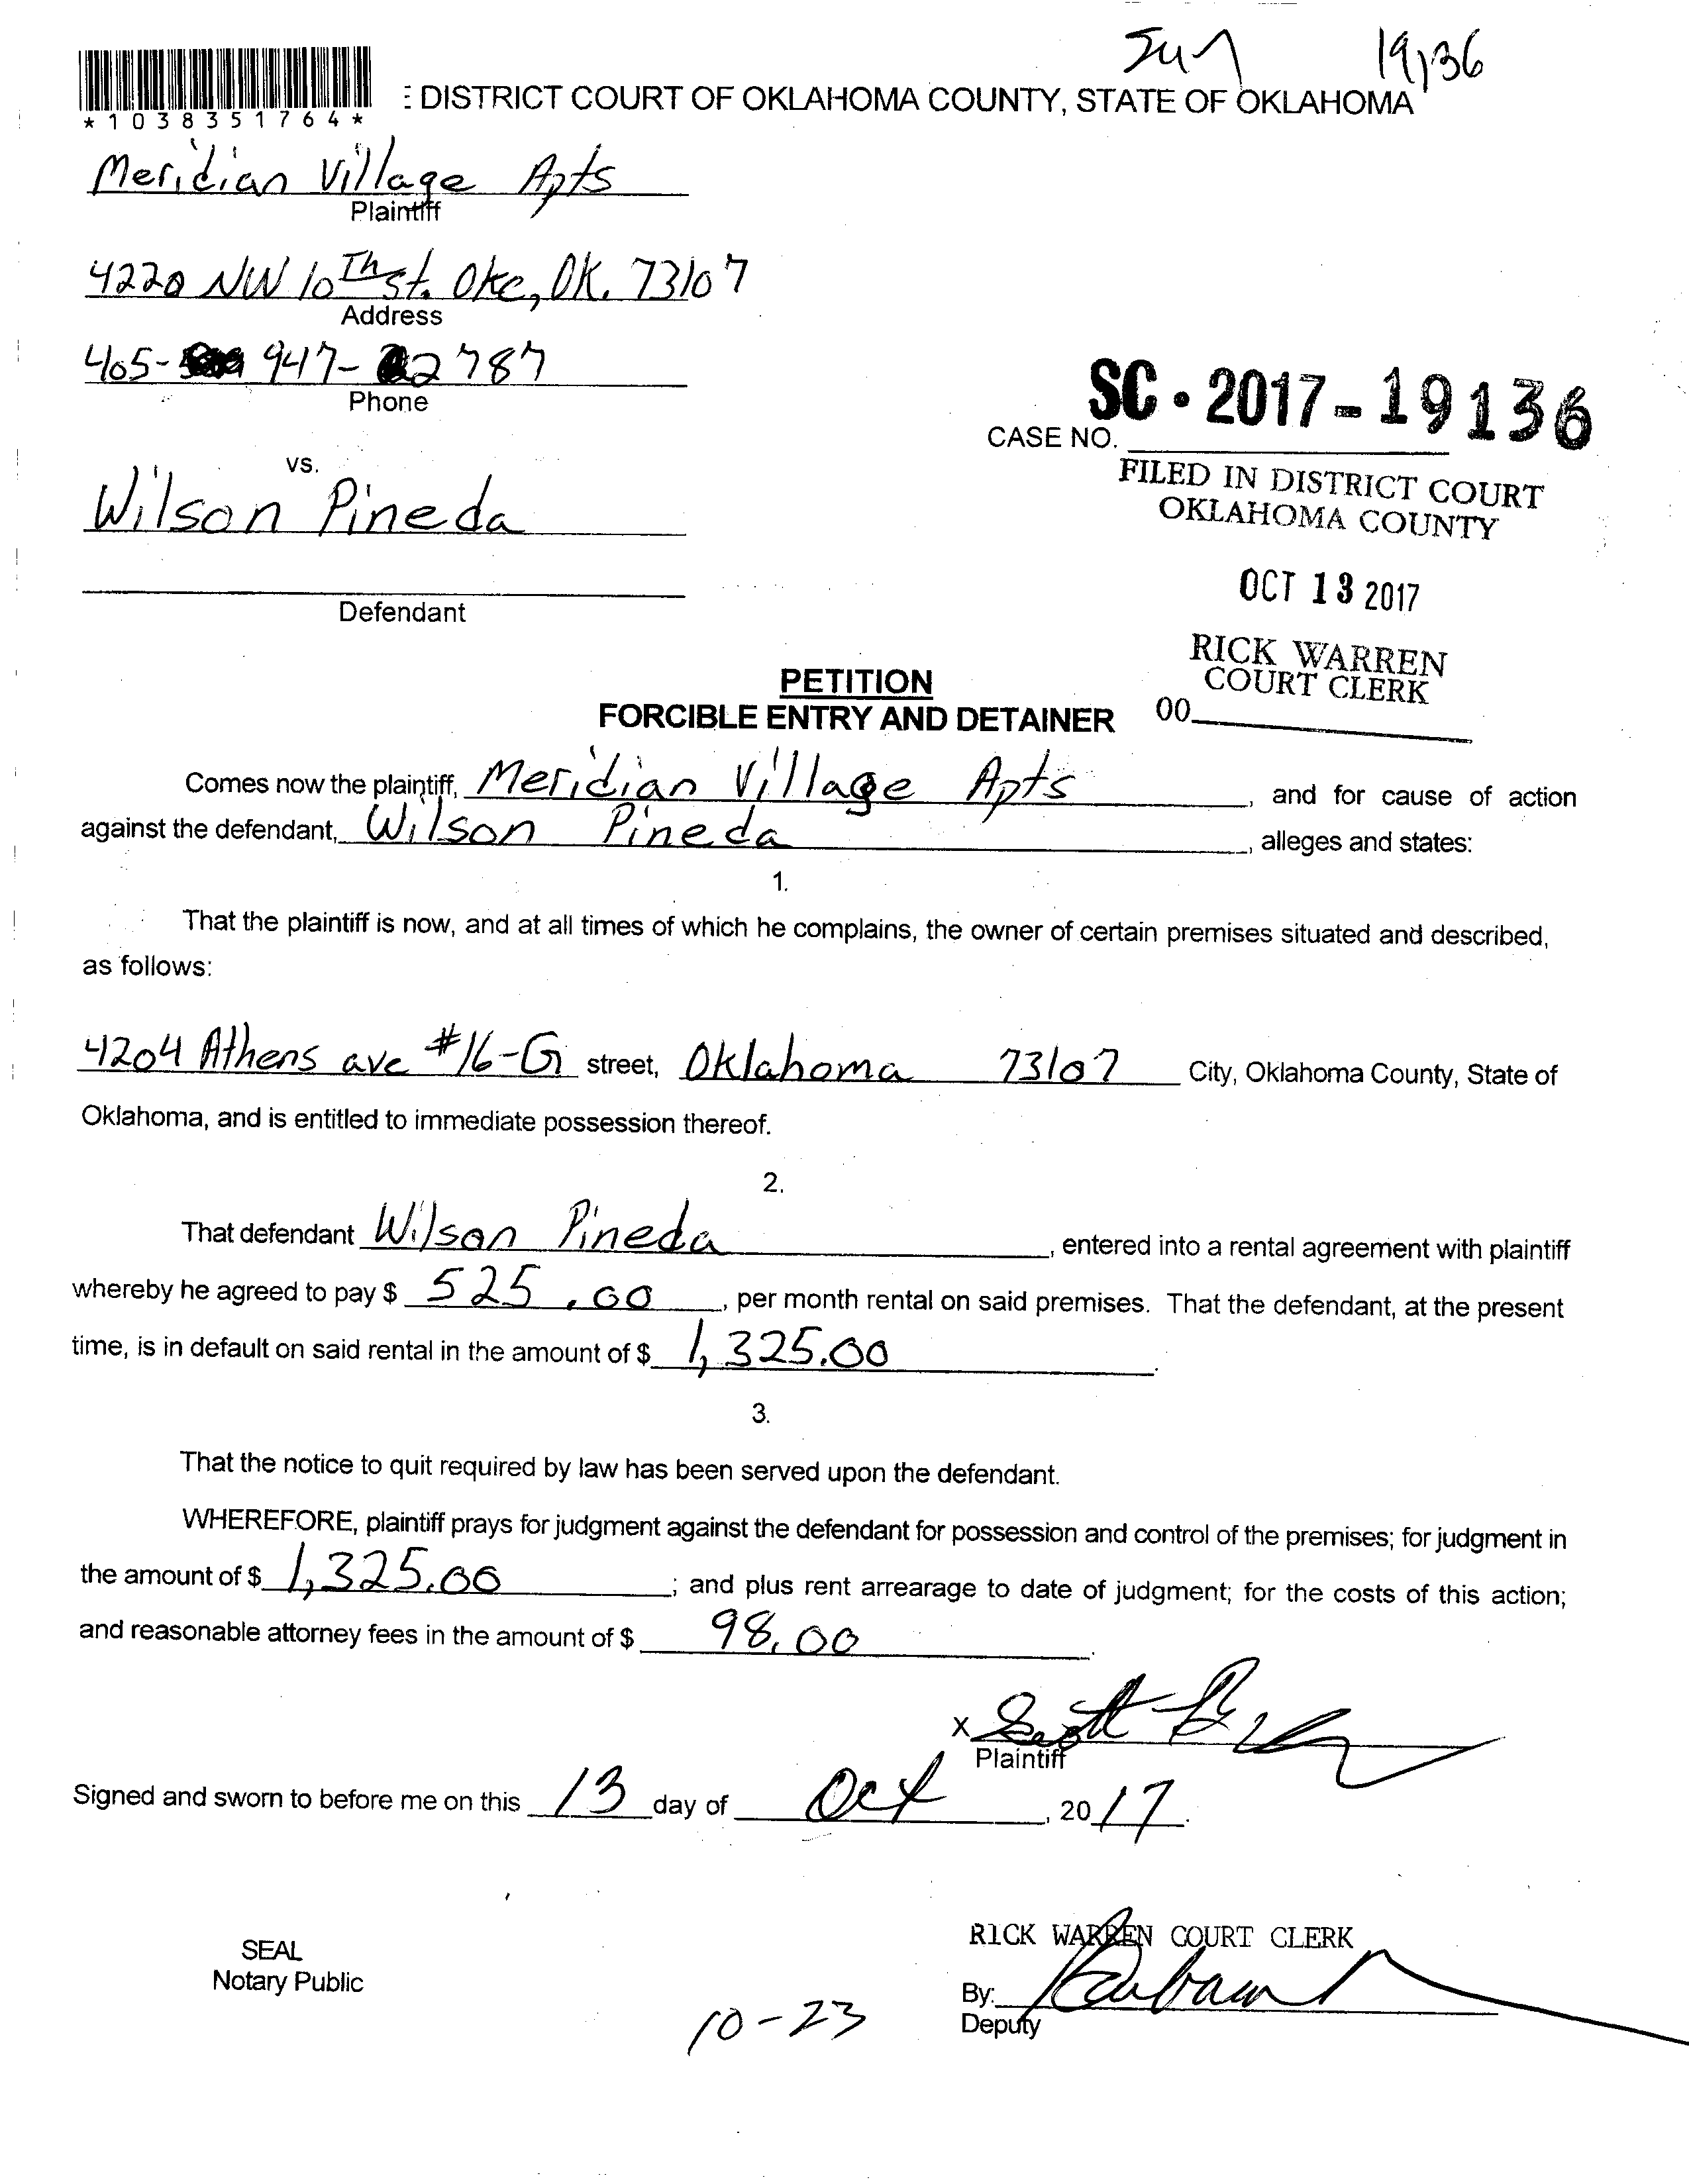 19136
DISTRICT COURT OF OKLAHOMA COUNTY, STATE OF OKLAHOMA
*1038351764*
Meridian Village Apts
Plaintiff
4220 NW 10Th st. Okc, OK. 73107
Address
405- 947- 2787
Phone
SC.2017-19136
CASE NO.
vs.
FILED IN DISTRICT COURT
OKLAHOMA COUNTY
Wilson Pineda
OCT 13 2017
Defendant
RICK WARREN
COURT CLERK
00
PETITION
FORCIBLE ENTRY AND DETAINER
Comes now the plaintiff, Meridian Village Apts, and for cause of action
against the defendant, Wilson Pineda, alleges and states:
1.
That the plaintiff is now, and at all times of which he complains, the owner of certain premises situated and described,
as follows:
4204 Athens ave #16-G street, Oklahoma 73107 City, Oklahoma County, State of
Oklahoma, and is entitled to immediate possession thereof.
2.
That defendant Wilson Pineda, entered into a rental agreement with plaintiff
whereby he agreed to pay $ 525.00, per month rental on said premises. That the defendant, at the present
time, is in default on said rental in the amount of $ 1,325.00.
3.
That the notice to quit required by law has been served upon the defendant.
WHEREFORE, plaintiff prays for judgment against the defendant for possession and control of the premises; for judgment in
the amount of $ 1,325.00; and plus rent arrearage to date of judgment; for the costs of this action;
and reasonable attorney fees in the amount of $ 98.00.
X Scott
Plaintiff
Signed and sworn to before me on this 13 day of Oct, 2017.
RICK WARREN COURT CLERK
SEAL
Notary Public
By:
Deputy
10-23